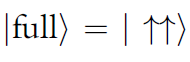 |full⟩ = | ↑↑⟩